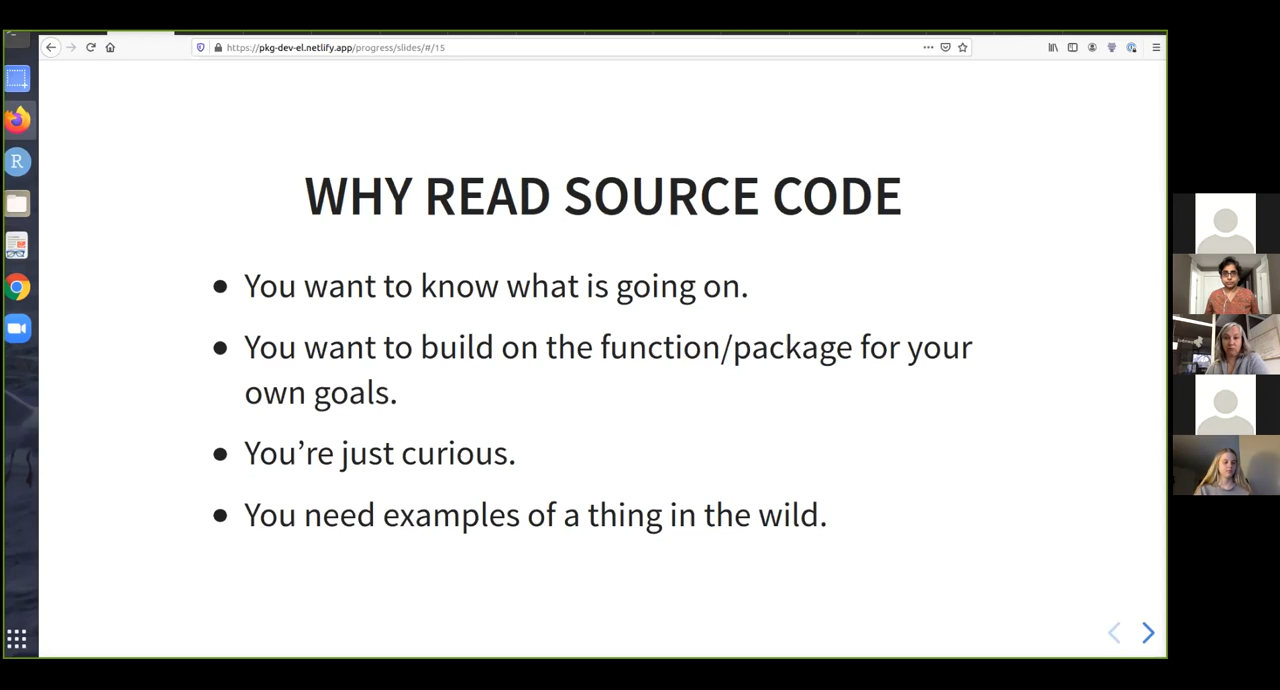 https://pkg-dev-el.netlify.app/progress/slides/#/15
R
WHY READ SOURCE CODE
● You want to know what is going on.
● You want to build on the function/package for your
own goals.
● You’re just curious.
● You need examples of a thing in the wild.